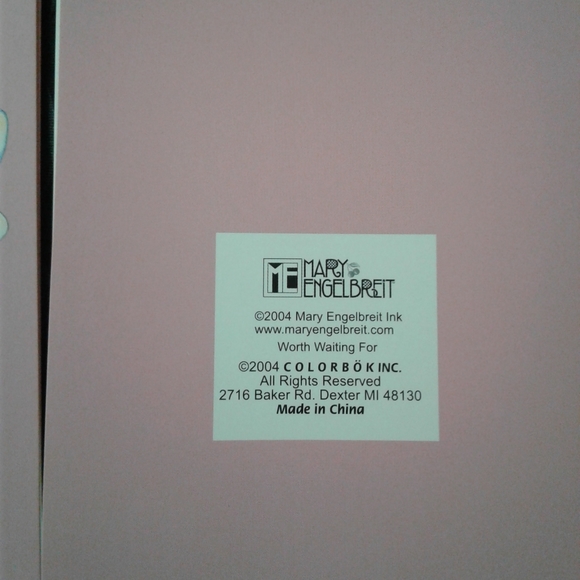 ME MARY
ENGELBREIT
©2004 Mary Engelbreit Ink
www.maryengelbreit.com
Worth Waiting For
©2004 COLORBÖK INC.
All Rights Reserved
2716 Baker Rd. Dexter MI 48130
Made in China